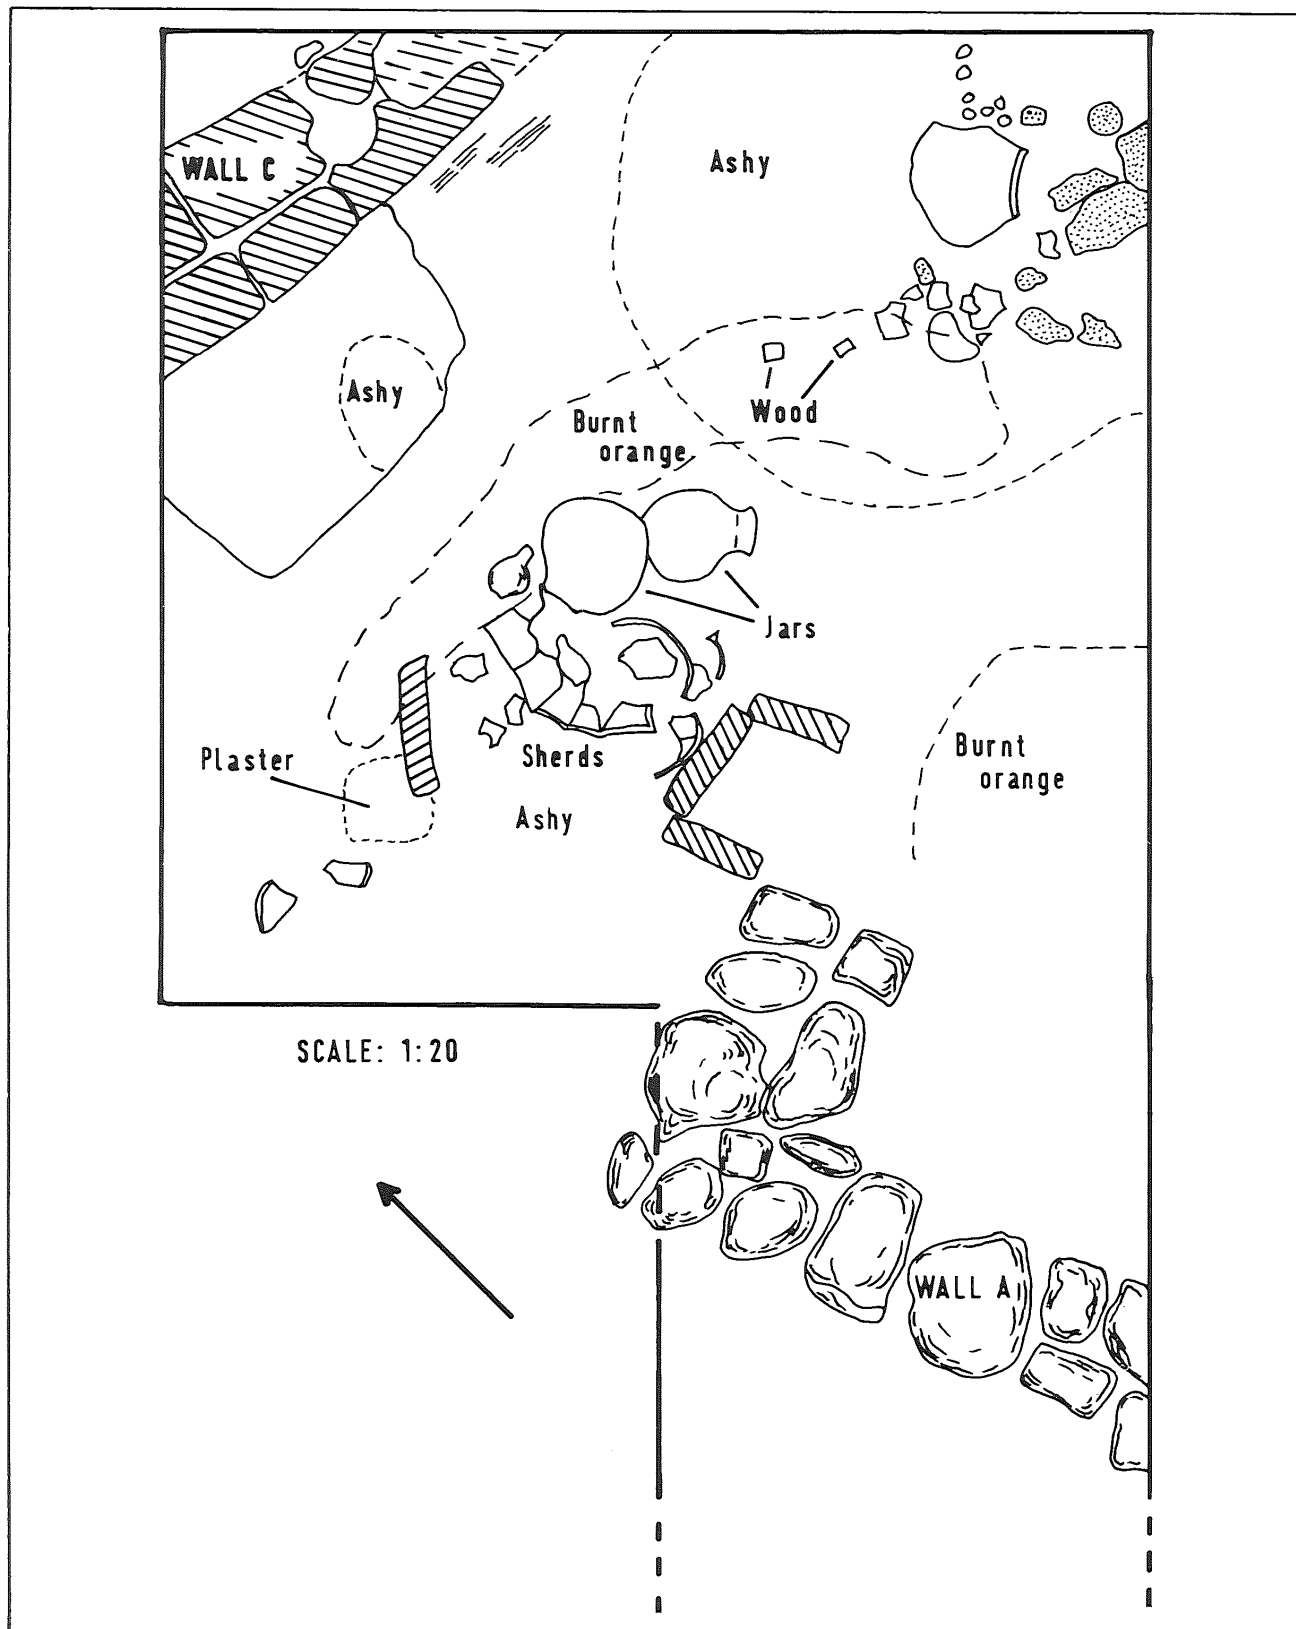 WALL C
Ashy
Ashy
Wood
Burnt
orange
Jars
Plaster
Sherds
Burnt
orange
Ashy
SCALE: 1:20
WALL A